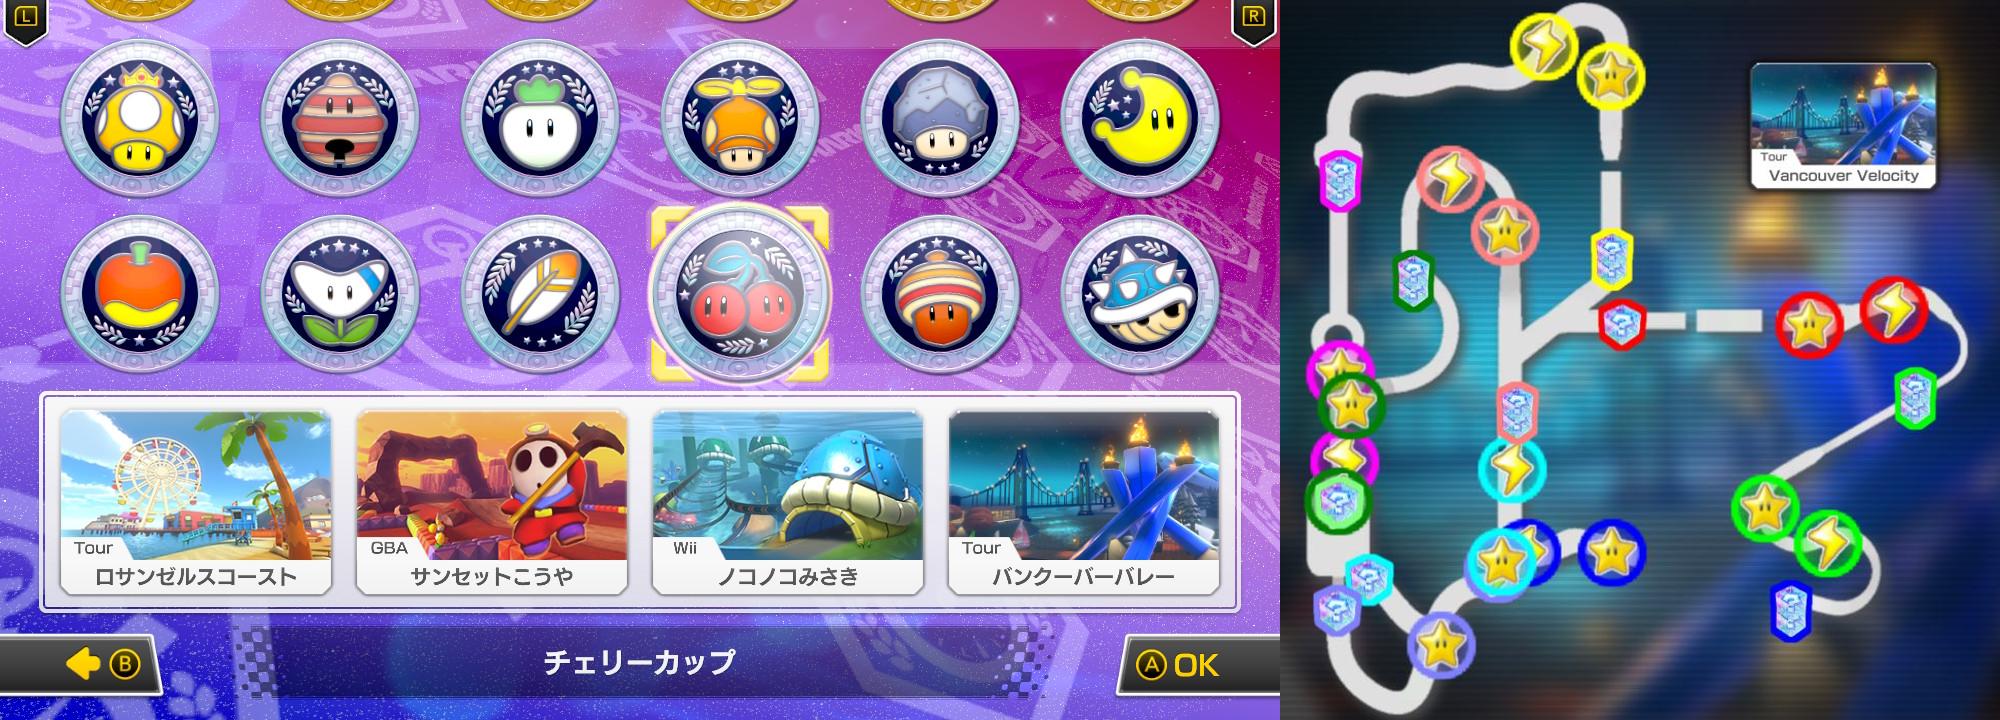 L
R
Tour
ロサンゼルスコースト
GBA
サンセットこうや
Wii
ノコノコみさき
Tour
バンクーバーバレー
B
チェリーカップ
A OK
Tour
Vancouver Velocity